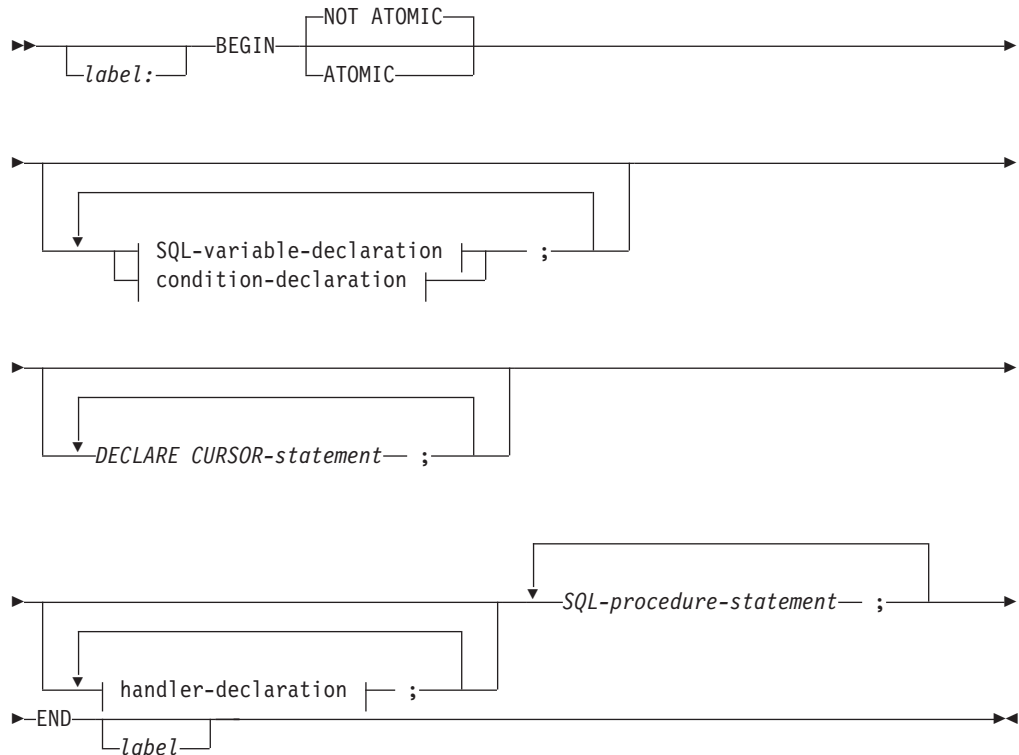 NOT ATOMIC
label: BEGIN
ATOMIC
SQL-variable-declaration ;
condition-declaration
DECLARE CURSOR-statement ;
SQL-procedure-statement ;
handler-declaration ;
END
label